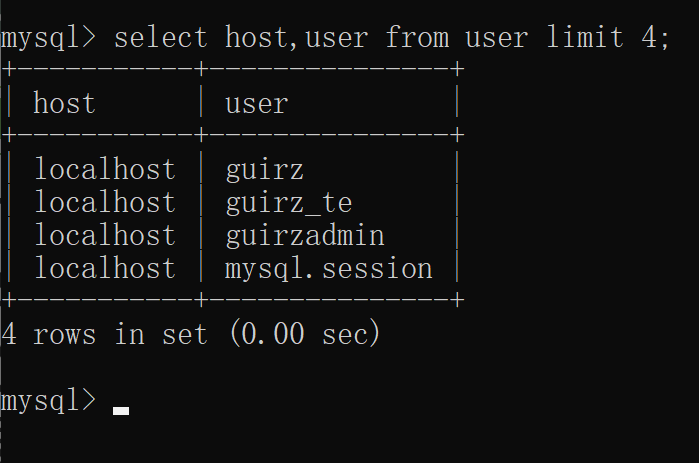 mysql> select host,user from user limit 4;
+-----------+---------------+
| host      | user          |
+-----------+---------------+
| localhost | guirz         |
| localhost | guirz_te      |
| localhost | guirzadmin    |
| localhost | mysql.session |
+-----------+---------------+
4 rows in set (0.00 sec)
mysql>